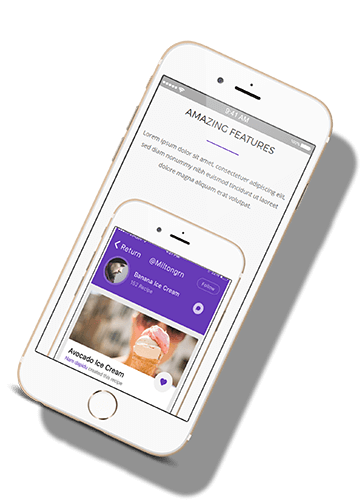 9:41 AM
AMAZING FEATURES
Lorem ipsum dolor sit amet, consectetuer adipiscing elit,
sed diam nonummy nibh euismod tincidunt ut laoreet
dolore magna aliquam erat volutpat.
Return
@Miltongrn
Banana Ice Cream
152 Recipe
Follow
Avocado Ice Cream
created this recipe